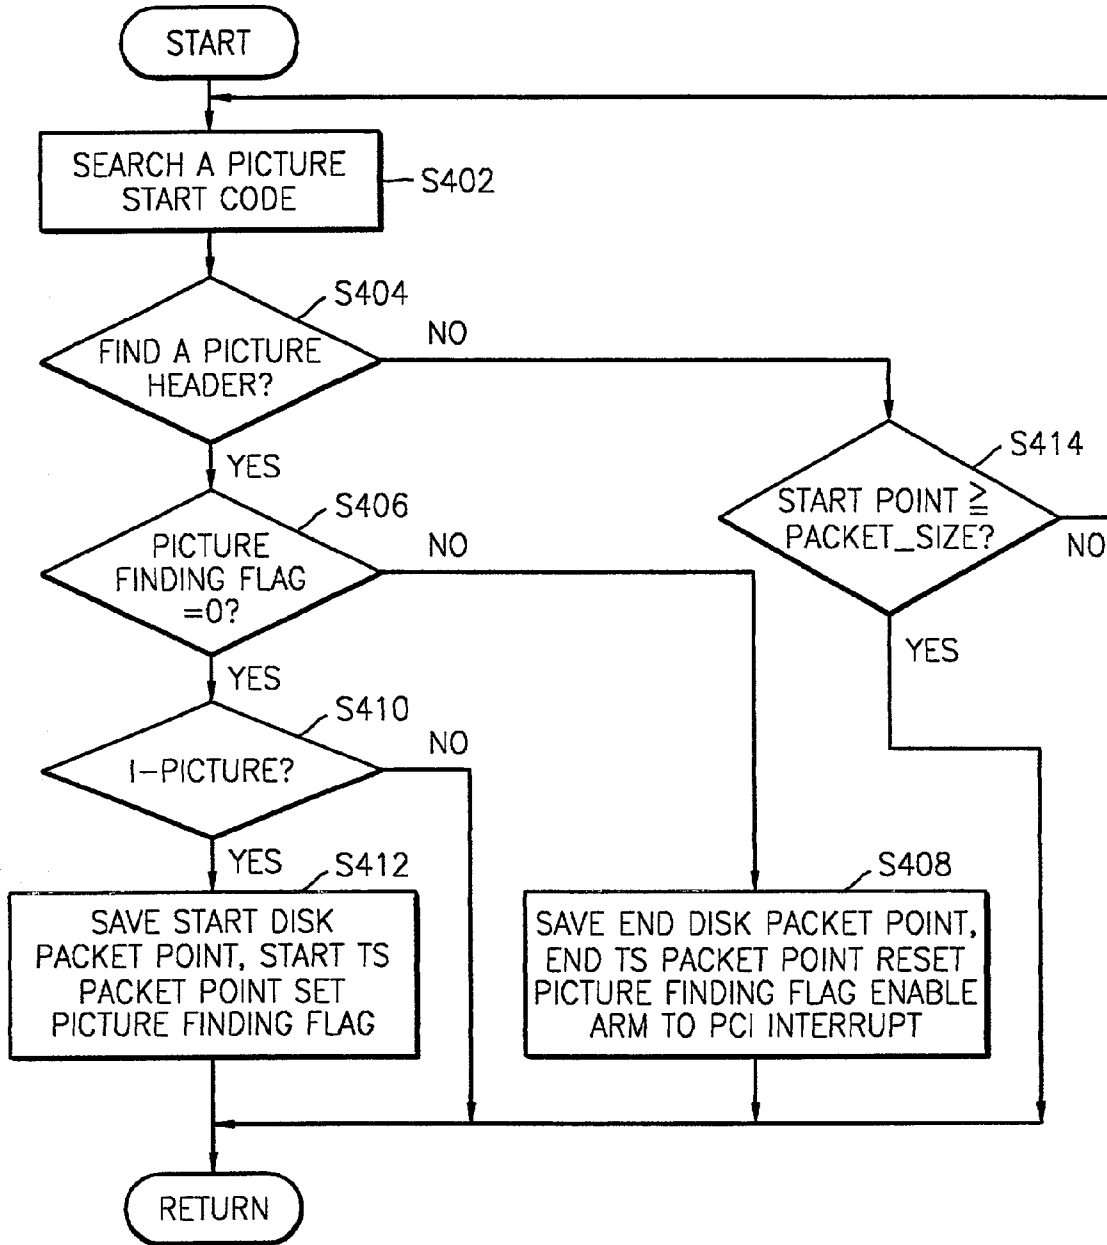 START
SEARCH A PICTURE
START CODE
S402
S404
FIND A PICTURE
HEADER?
NO
YES
S414
START POINT ≧
PACKET_SIZE?
NO
YES
S406
PICTURE
FINDING FLAG
=0?
NO
YES
S410
I-PICTURE?
NO
YES
S412
SAVE START DISK
PACKET POINT, START TS
PACKET POINT SET
PICTURE FINDING FLAG
S408
SAVE END DISK PACKET POINT,
END TS PACKET POINT RESET
PICTURE FINDING FLAG ENABLE
ARM TO PCI INTERRUPT
RETURN